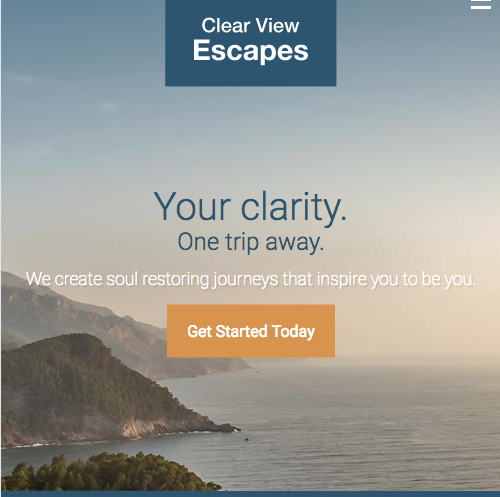 Clear View
Escapes
Your clarity.
One trip away.
We create soul restoring journeys that inspire you to be you.
Get Started Today